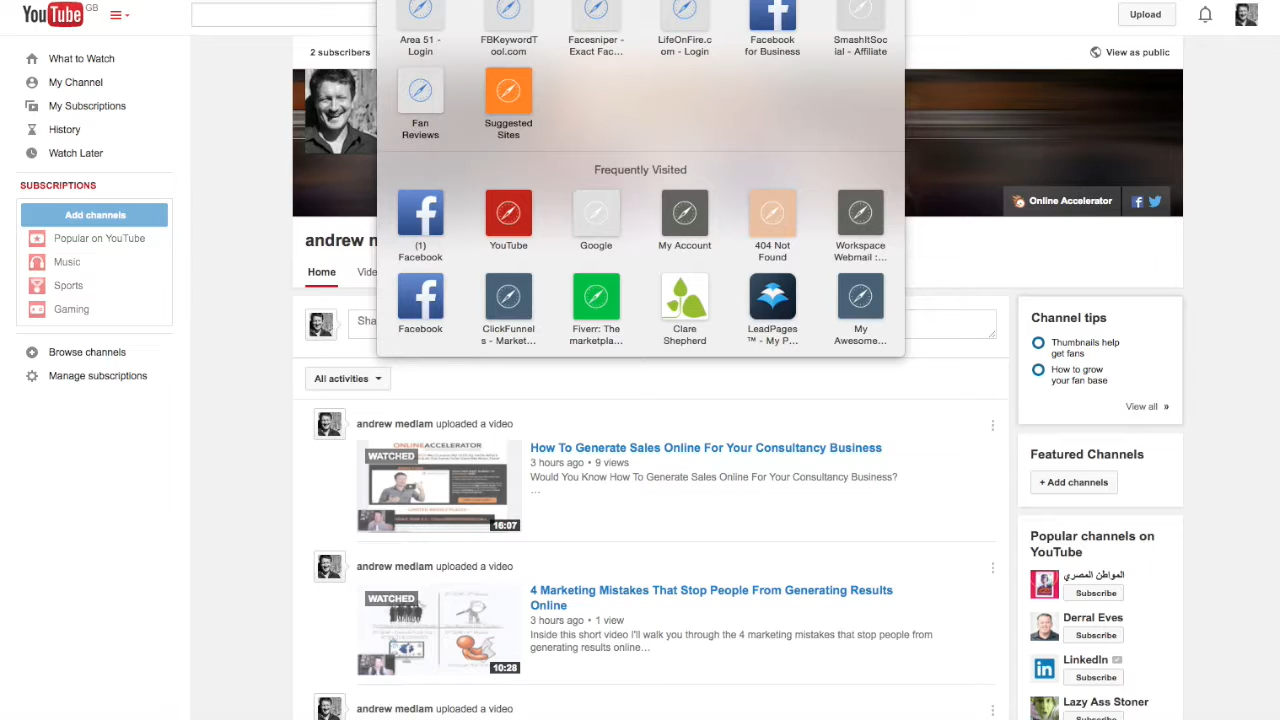 YouTube GB
Upload
What to Watch
My Channel
My Subscriptions
History
Watch Later
SUBSCRIPTIONS
Add channels
Popular on YouTube
Music
Sports
Gaming
Browse channels
Manage subscriptions
2 subscribers
View as public
Area 51 -
Login
FBKeywordT
ool.com
Facesniper -
Exact Fac...
LifeOnFire.c
om - Login
Facebook
for Business
SmashItSoc
ial - Affiliate
Fan
Reviews
Suggested
Sites
Frequently Visited
(1)
Facebook
YouTube
Google
My Account
404 Not
Found
Workspace
Webmail :...
Facebook
ClickFunnel
s - Market...
Fiverr: The
marketpla...
Clare
Shepherd
LeadPages
™ - My P...
My
Awesome...
Online Accelerator
andrew m
Home
Vide
Sha
All activities
andrew medlam uploaded a video
ONLINEACCELERATOR
WATCHED
16:07
How To Generate Sales Online For Your Consultancy Business
3 hours ago • 9 views
Would You Know How To Generate Sales Online For Your Consultancy Business?
...
andrew medlam uploaded a video
WATCHED
10:28
4 Marketing Mistakes That Stop People From Generating Results
Online
3 hours ago • 1 view
Inside this short video I'll walk you through the 4 marketing mistakes that stop people from
generating results online...
andrew medlam uploaded a video
Channel tips
Thumbnails help
get fans
How to grow
your fan base
View all »
Featured Channels
+ Add channels
Popular channels on
YouTube
المواطن المصري
Subscribe
Derral Eves
Subscribe
LinkedIn
Subscribe
Lazy Ass Stoner
Subscribe